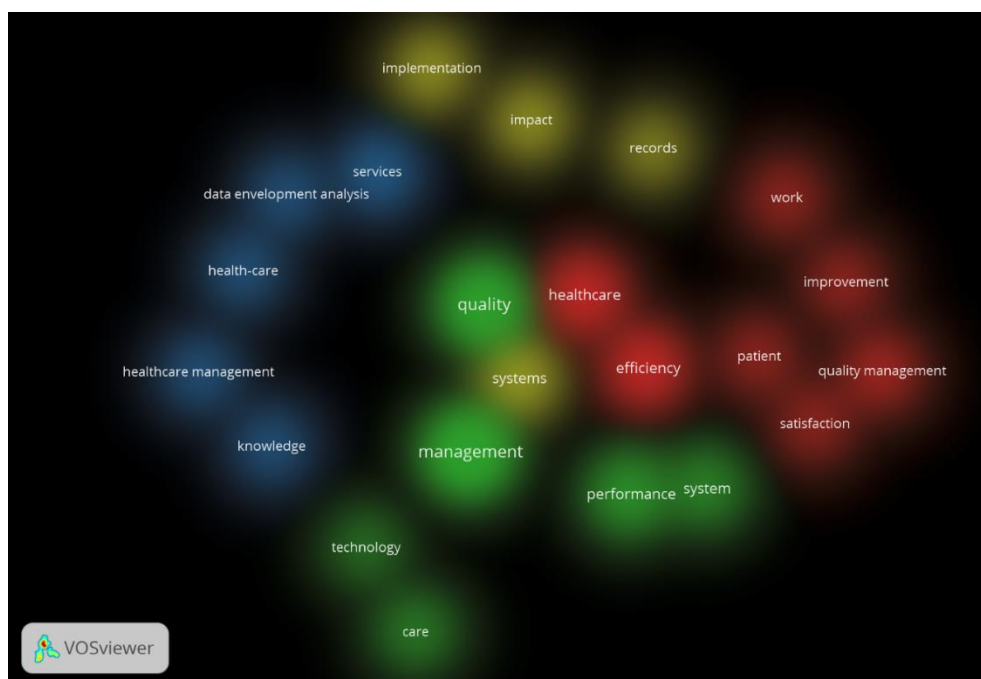 implementation
impact
records
services
data envelopment analysis
work
health-care
improvement
healthcare
quality
patient
efficiency
quality management
healthcare management
systems
satisfaction
knowledge
management
performance
system
technology
care
VOSviewer